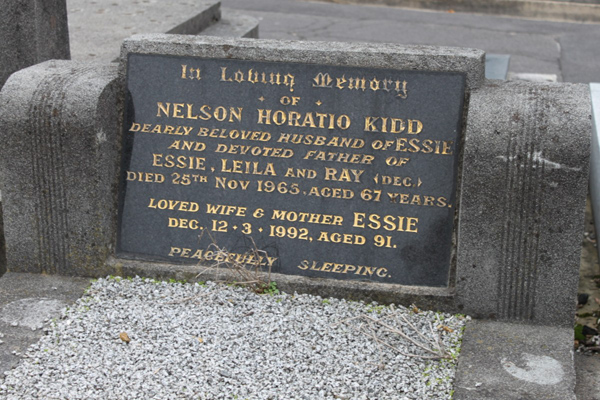 In Loving Memory
OF
NELSON HORATIO KIDD
DEARLY BELOVED HUSBAND OF ESSIE
AND DEVOTED FATHER OF
ESSIE, LEILA AND RAY (DEC.)
DIED 25TH NOV 1965, AGED 67 YEARS.
LOVED WIFE & MOTHER ESSIE
DEC. 12·3·1992, AGED 91.
PEACEFULLY SLEEPING.